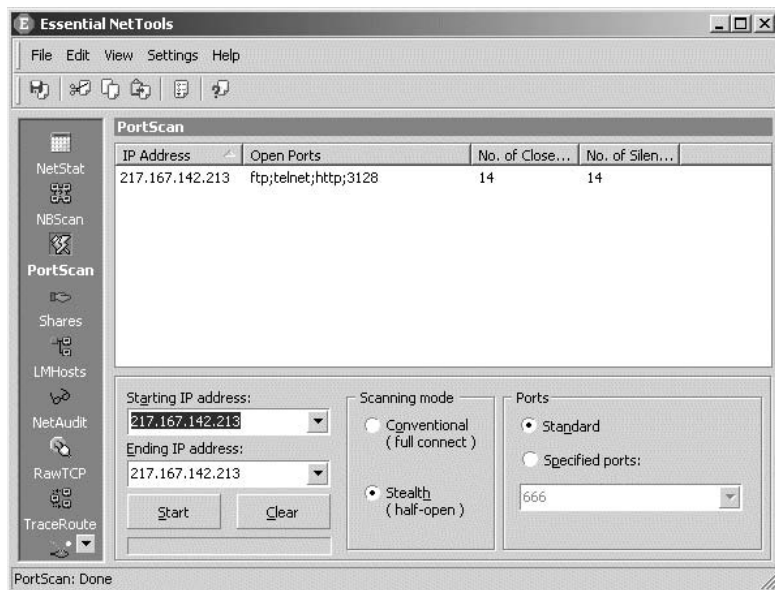 Essential NetTools
File Edit View Settings Help
NetStat
NBScan
PortScan
Shares
LMHosts
NetAudit
RawTCP
TraceRoute
PortScan
IP Address Open Ports No. of Close... No. of Silen...
217.167.142.213 ftp;telnet;http;3128 14 14
Starting IP address:
217.167.142.213
Ending IP address:
217.167.142.213
Start Clear
Scanning mode
Conventional
( full connect )
Stealth
( half-open )
Ports
Standard
Specified ports:
666
PortScan: Done